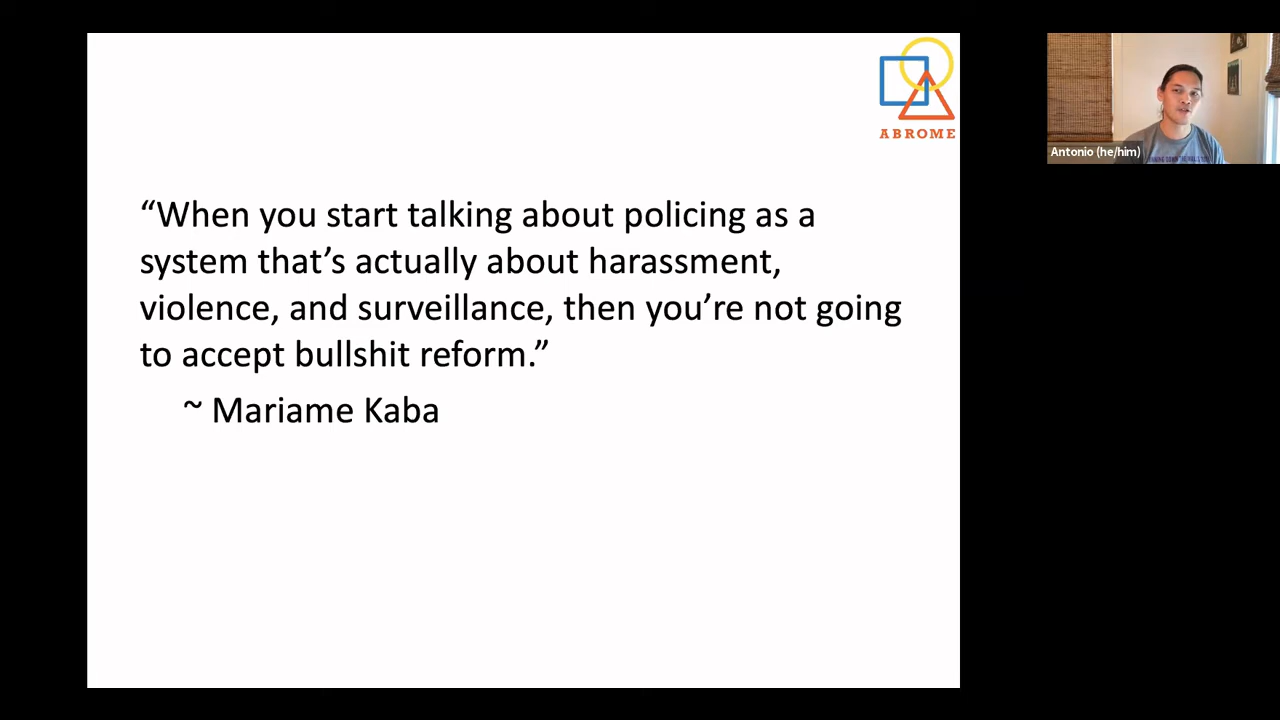 ABROME
“When you start talking about policing as a
system that’s actually about harassment,
violence, and surveillance, then you’re not going
to accept bullshit reform.”
~ Mariame Kaba
Antonio (he/him)